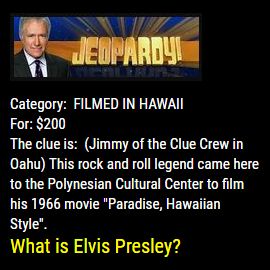 JEOPARDY!
Category: FILMED IN HAWAII
For: $200
The clue is: (Jimmy of the Clue Crew in
Oahu) This rock and roll legend came here
to the Polynesian Cultural Center to film
his 1966 movie "Paradise, Hawaiian
Style".
What is Elvis Presley?